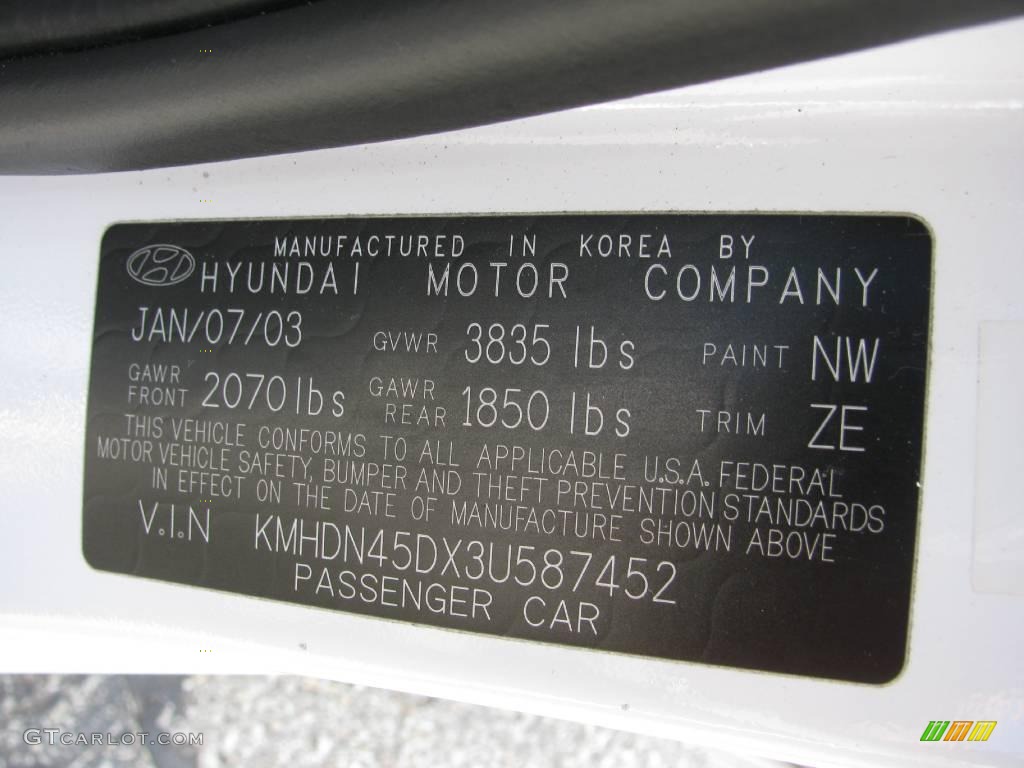 MANUFACTURED IN KOREA BY
HYUNDAI MOTOR COMPANY
JAN/07/03 GVWR 3835 lbs PAINT NW
GAWR FRONT 2070lbs GAWR REAR 1850 lbs TRIM ZE
THIS VEHICLE CONFORMS TO ALL APPLICABLE U.S.A. FEDERAL
MOTOR VEHICLE SAFETY, BUMPER AND THEFT PREVENTION STANDARDS
IN EFFECT ON THE DATE OF MANUFACTURE SHOWN ABOVE
V.I.N KMHDN45DX3U587452
PASSENGER CAR
GTCARLOT.COM